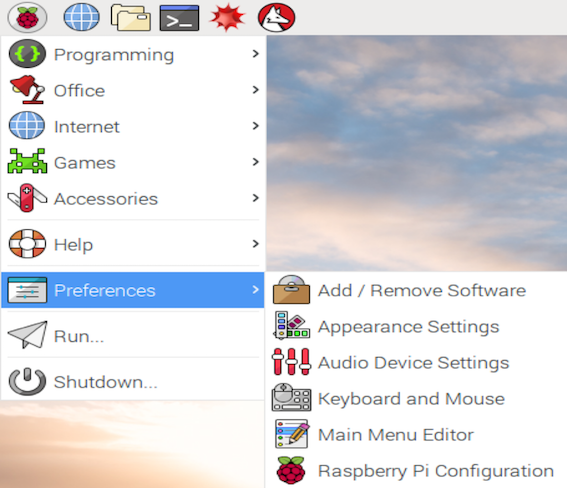 Programming
Office
Internet
Games
Accessories
Help
Preferences
Run...
Shutdown...
Add / Remove Software
Appearance Settings
Audio Device Settings
Keyboard and Mouse
Main Menu Editor
Raspberry Pi Configuration